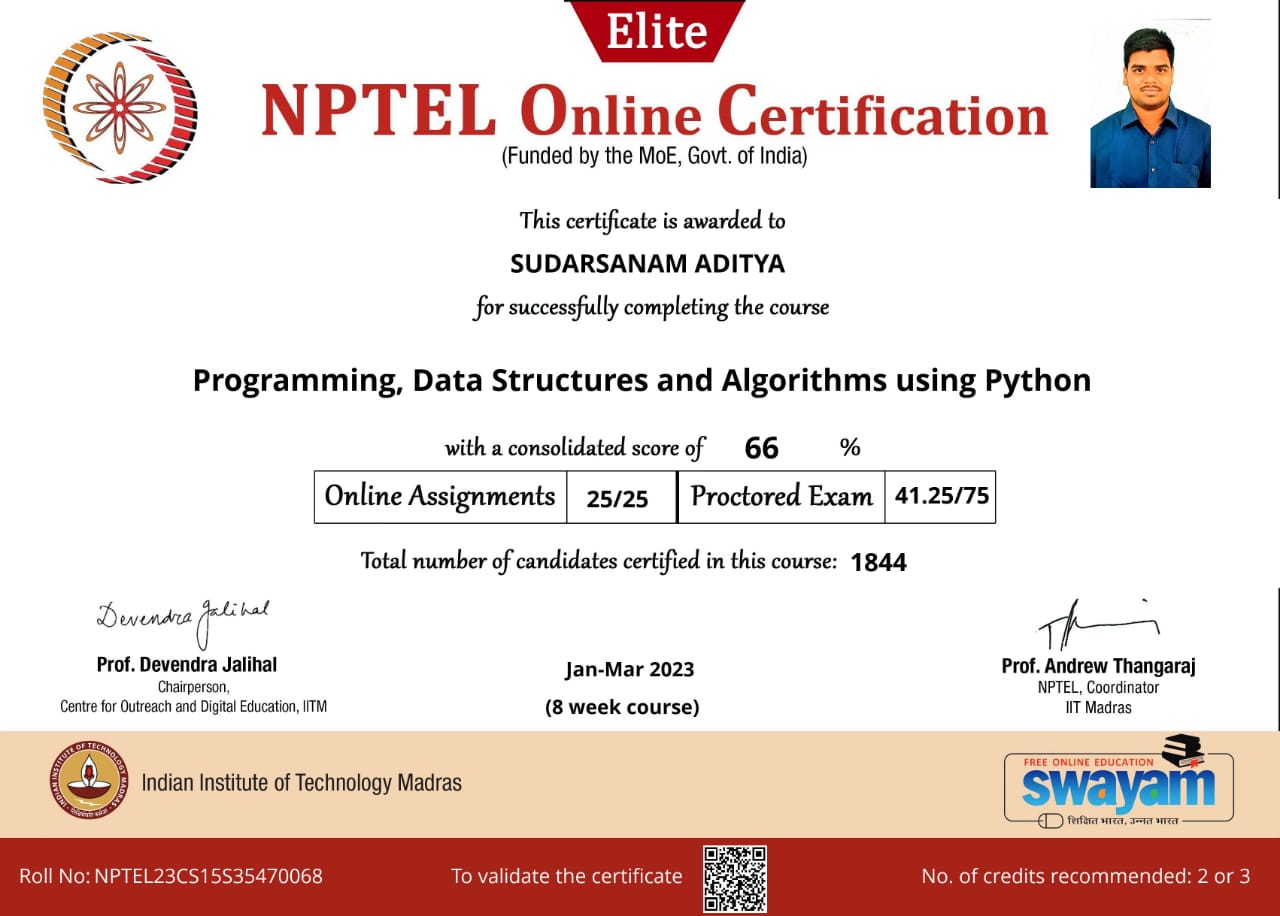 Elite
NPTEL Online Certification
(Funded by the MoE, Govt. of India)
This certificate is awarded to
SUDARSANAM ADITYA
for successfully completing the course
Programming, Data Structures and Algorithms using Python
with a consolidated score of 66 %
Online Assignments 25/25 Proctored Exam 41.25/75
Total number of candidates certified in this course: 1844
Devendra Jalihal
Prof. Devendra Jalihal
Chairperson,
Centre for Outreach and Digital Education, IITM
Jan-Mar 2023
(8 week course)
Prof. Andrew Thangaraj
NPTEL, Coordinator
IIT Madras
INDIAN INSTITUTE OF TECHNOLOGY MADRAS
Indian Institute of Technology Madras
FREE ONLINE EDUCATION
swayam
शिक्षित भारत, उन्नत भारत
Roll No: NPTEL23CS15S35470068
To validate the certificate
No. of credits recommended: 2 or 3